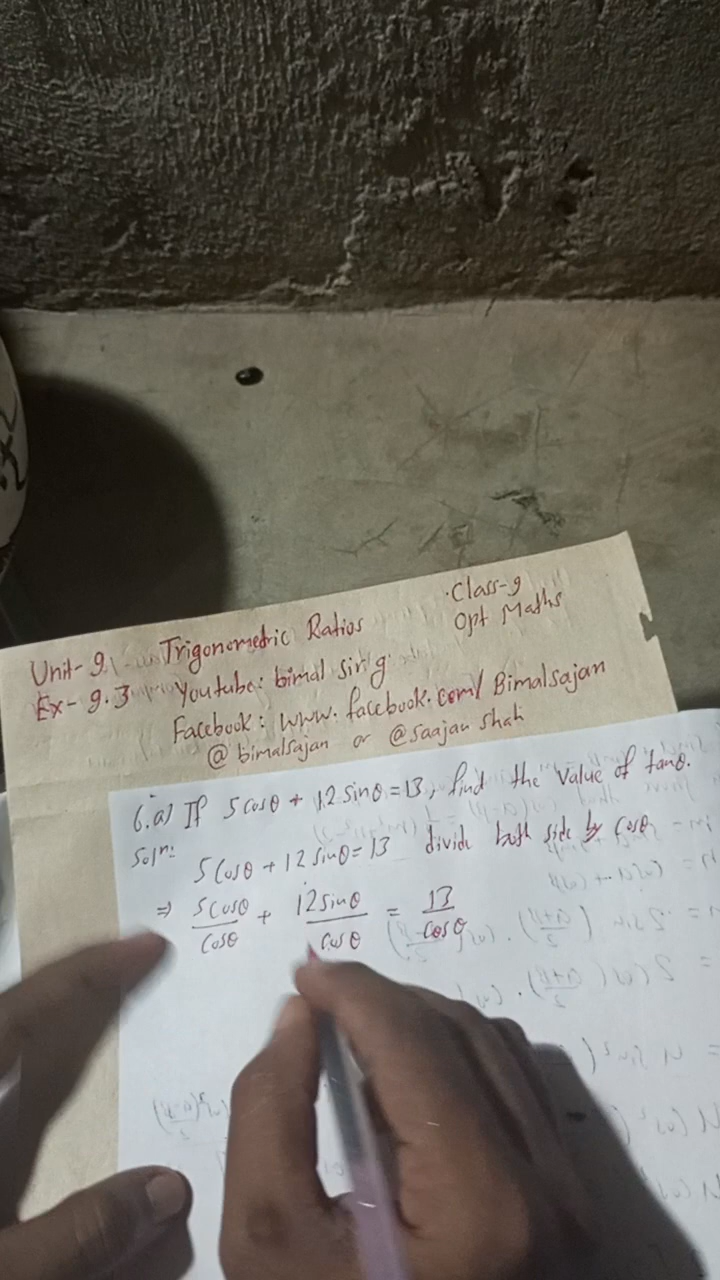 Class-9
Opt Maths
Unit-9 Trigonometric Ratios
Ex-9.3 Youtube: bimal sir g
Facebook: www.facebook.com/Bimalsajan
@bimalsajan or @saajan shah
6.a) If 5cosθ + 12sinθ = 13, find the value of tanθ.
Solⁿ:
5cosθ + 12sinθ = 13 divide both side by cosθ
⇒ 5cosθ/cosθ + 12sinθ/cosθ = 13/cosθ